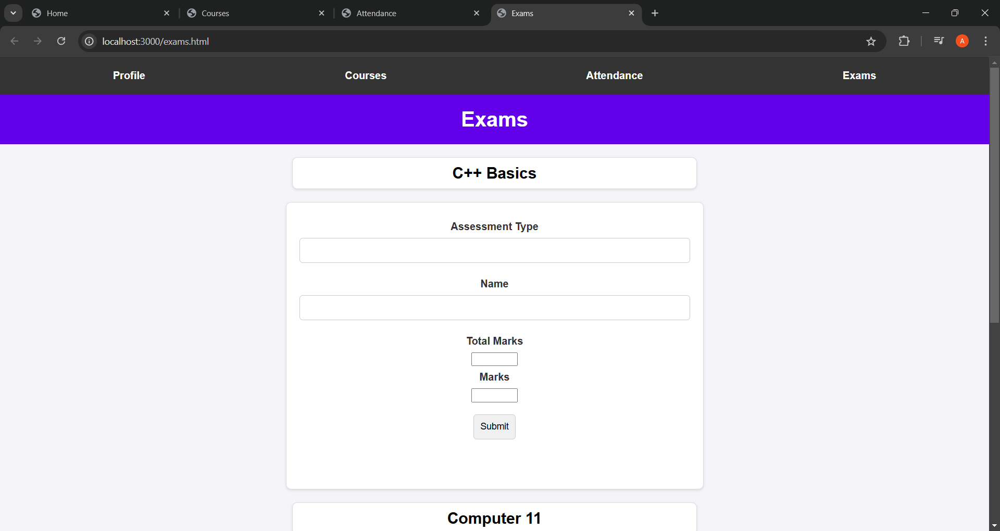 Home
Courses
Attendance
Exams
localhost:3000/exams.html
A
Profile
Courses
Attendance
Exams
Exams
C++ Basics
Assessment Type
Name
Total Marks
Marks
Submit
Computer 11